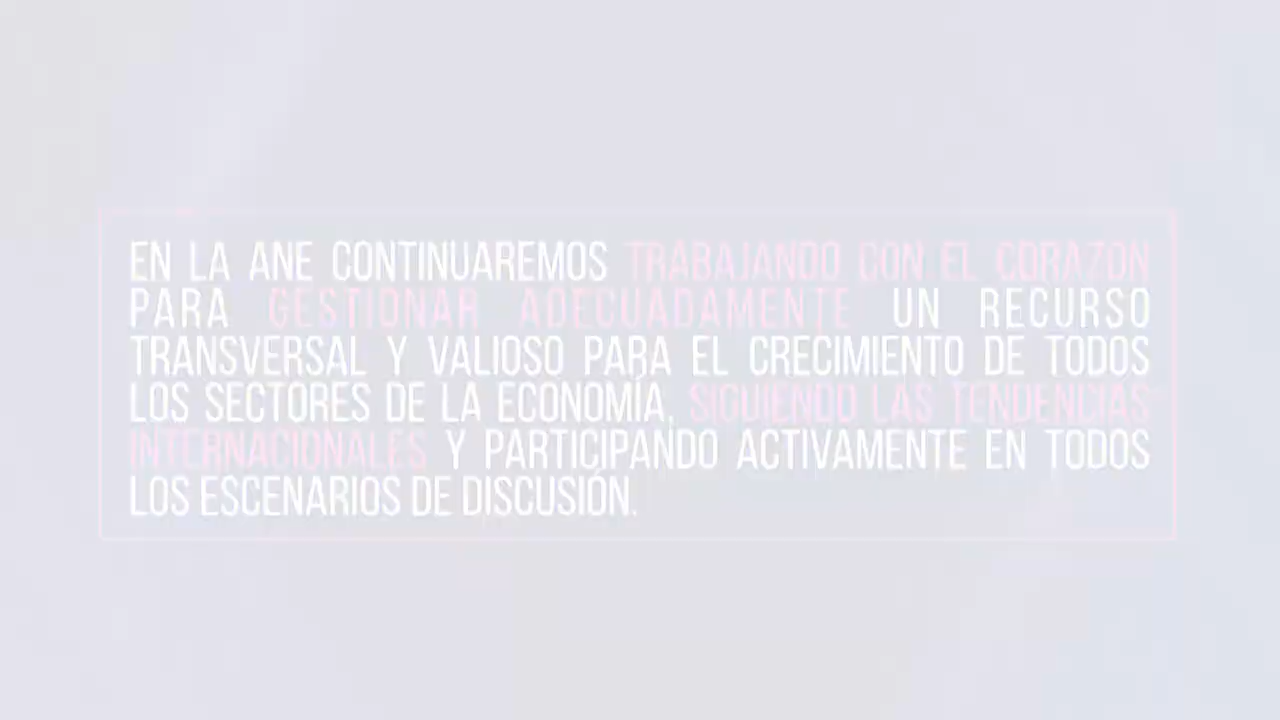 EN LA ANE CONTINUAREMOS TRABAJANDO CON EL CORAZON
PARA GESTIONAR ADECUADAMENTE UN RECURSO
TRANSVERSAL Y VALIOSO PARA EL CRECIMIENTO DE TODOS
LOS SECTORES DE LA ECONOMÍA, SIGUIENDO LAS TENDENCIAS
INTERNACIONALES Y PARTICIPANDO ACTIVAMENTE EN TODOS
LOS ESCENARIOS DE DISCUSIÓN.